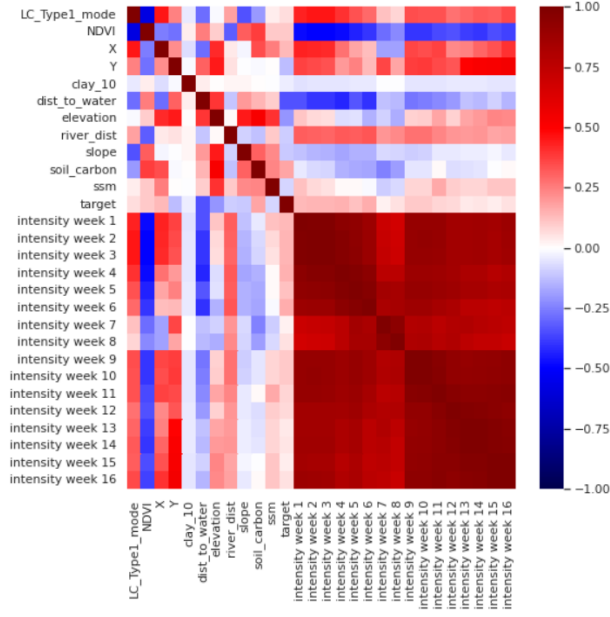 LC_Type1_mode
NDVI
X
Y
clay_10
dist_to_water
elevation
river_dist
slope
soil_carbon
ssm
target
intensity week 1
intensity week 2
intensity week 3
intensity week 4
intensity week 5
intensity week 6
intensity week 7
intensity week 8
intensity week 9
intensity week 10
intensity week 11
intensity week 12
intensity week 13
intensity week 14
intensity week 15
intensity week 16
LC_Type1_mode
NDVI
X
Y
clay_10
dist_to_water
elevation
river_dist
slope
soil_carbon
ssm
target
intensity week 1
intensity week 2
intensity week 3
intensity week 4
intensity week 5
intensity week 6
intensity week 7
intensity week 8
intensity week 9
intensity week 10
intensity week 11
intensity week 12
intensity week 13
intensity week 14
intensity week 15
intensity week 16
1.00
0.75
0.50
0.25
0.00
−0.25
−0.50
−0.75
−1.00